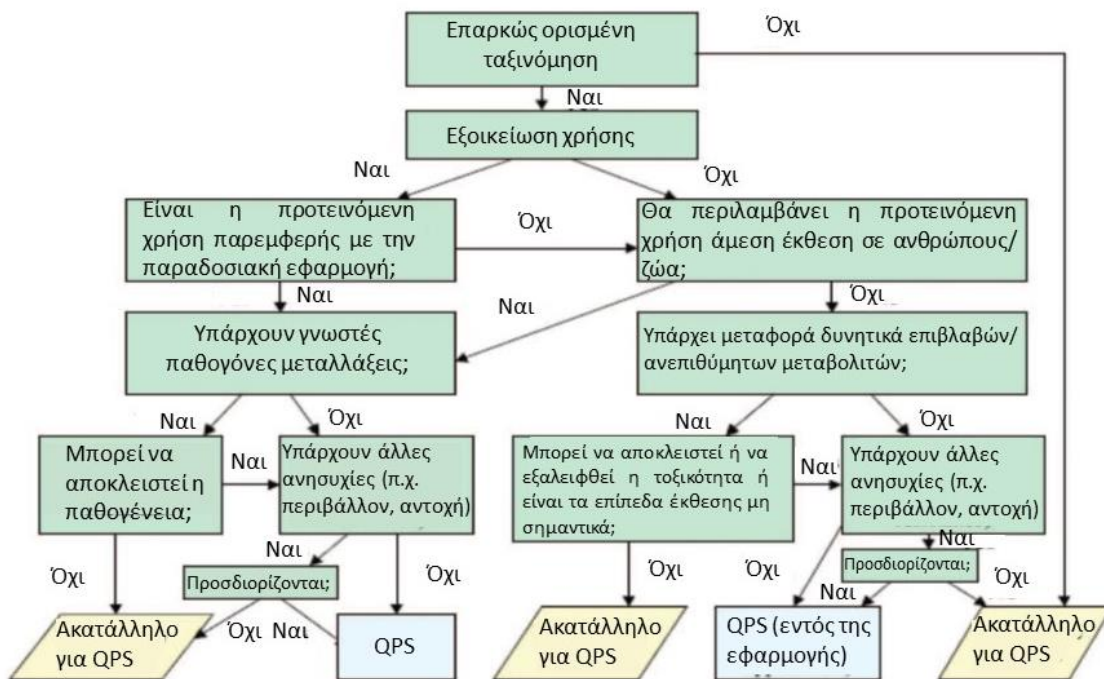 Επαρκώς ορισμένη
ταξινόμηση
Όχι
Ναι
Εξοικείωση χρήσης
Ναι
Όχι
Είναι η προτεινόμενη
χρήση παρεμφερής με την
παραδοσιακή εφαρμογή;
Όχι
Θα περιλαμβάνει η προτεινόμενη
χρήση άμεση έκθεση σε ανθρώπους/
ζώα;
Ναι
Ναι
Όχι
Υπάρχουν γνωστές
παθογόνες μεταλλάξεις;
Υπάρχει μεταφορά δυνητικά επιβλαβών/
ανεπιθύμητων μεταβολιτών;
Ναι
Όχι
Ναι
Όχι
Μπορεί να
αποκλειστεί η
παθογένεια;
Ναι
Υπάρχουν άλλες
ανησυχίες (π.χ.
περιβάλλον, αντοχή)
Μπορεί να αποκλειστεί ή να
εξαλειφθεί η τοξικότητα ή
είναι τα επίπεδα έκθεσης μη
σημαντικά;
Ναι
Υπάρχουν άλλες
ανησυχίες (π.χ.
περιβάλλον, αντοχή)
Όχι
Ναι
Προσδιορίζονται;
Όχι
Όχι
Όχι
Ναι
Προσδιορίζονται;
Ναι
Όχι
Ακατάλληλο
για QPS
Όχι
Ναι
QPS
Ακατάλληλο
για QPS
QPS (εντός της
εφαρμογής)
Ακατάλληλο
για QPS